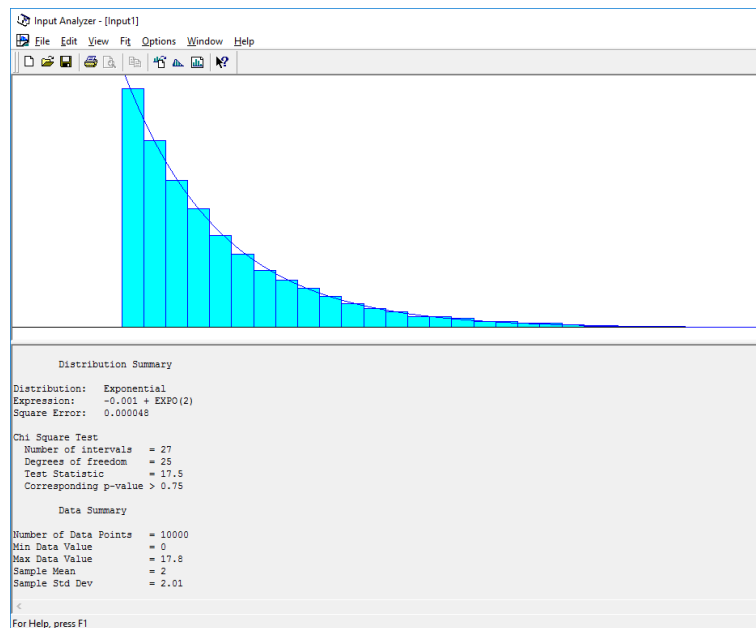 Input Analyzer - [Input1]
File Edit View Fit Options Window Help
Distribution Summary
Distribution: Exponential
Expression: -0.001 + EXPO(2)
Square Error: 0.000048
Chi Square Test
Number of intervals = 27
Degrees of freedom = 25
Test Statistic = 17.5
Corresponding p-value > 0.75
Data Summary
Number of Data Points = 10000
Min Data Value = 0
Max Data Value = 17.8
Sample Mean = 2
Sample Std Dev = 2.01
For Help, press F1